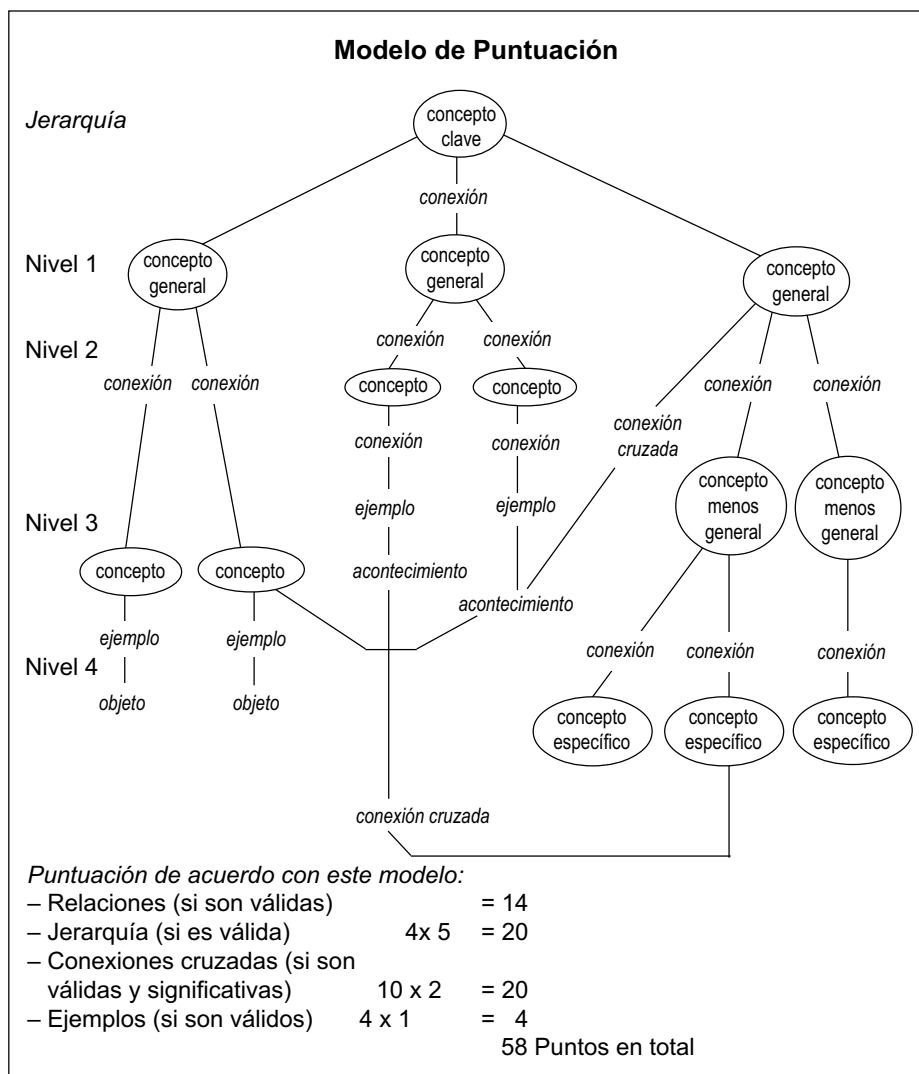 Modelo de Puntuación
Jerarquía
concepto
clave
conexión
Nivel 1
concepto
general
concepto
general
concepto
general
Nivel 2
conexión
conexión
conexión
conexión
conexión
conexión
concepto
concepto
conexión
cruzada
conexión
conexión
ejemplo
ejemplo
concepto
menos
general
concepto
menos
general
Nivel 3
concepto
concepto
acontecimiento
acontecimiento
ejemplo
ejemplo
conexión
conexión
conexión
Nivel 4
objeto
objeto
concepto
específico
concepto
específico
concepto
específico
conexión cruzada
Puntuación de acuerdo con este modelo:
– Relaciones (si son válidas) = 14
– Jerarquía (si es válida) 4x 5 = 20
– Conexiones cruzadas (si son
válidas y significativas) 10 x 2 = 20
– Ejemplos (si son válidos) 4 x 1 = 4
58 Puntos en total